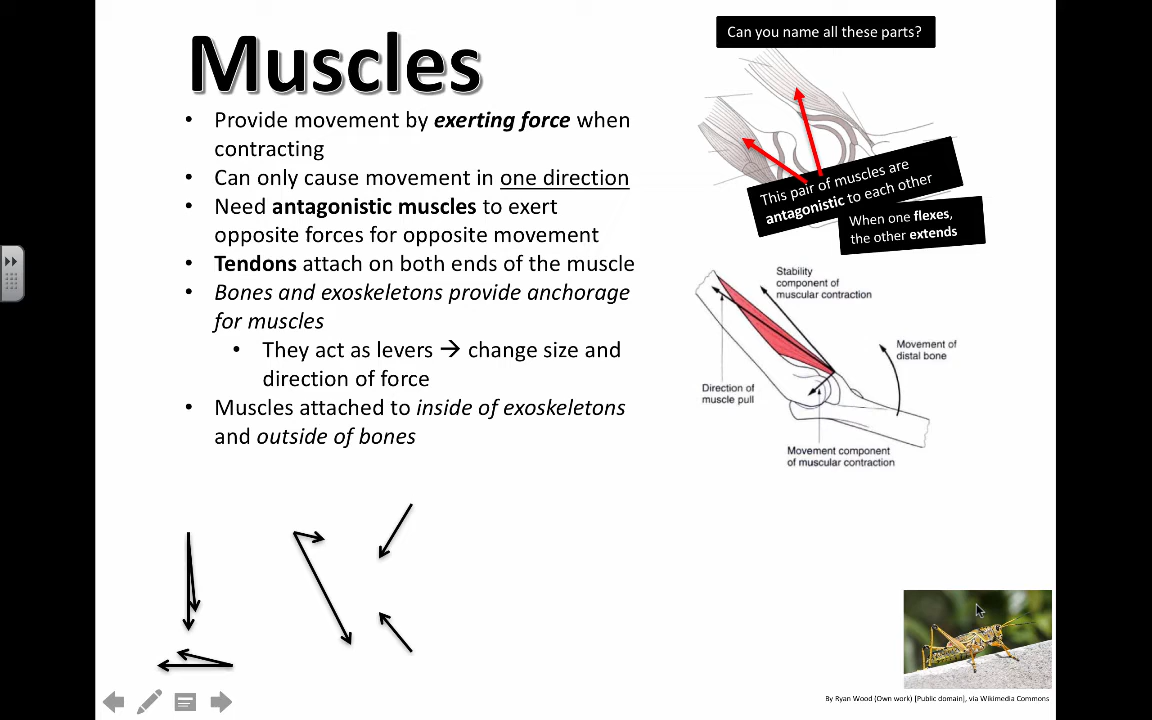 Muscles
Can you name all these parts?
• Provide movement by exerting force when
contracting
• Can only cause movement in one direction
• Need antagonistic muscles to exert
opposite forces for opposite movement
• Tendons attach on both ends of the muscle
• Bones and exoskeletons provide anchorage
for muscles
• They act as levers → change size and
direction of force
• Muscles attached to inside of exoskeletons
and outside of bones
This pair of muscles are
antagonistic to each other
When one flexes,
the other extends
Stability
component of
muscular contraction
Movement of
distal bone
Direction of
muscle pull
Movement component
of muscular contraction
By Ryan Wood (Own work) [Public domain], via Wikimedia Commons